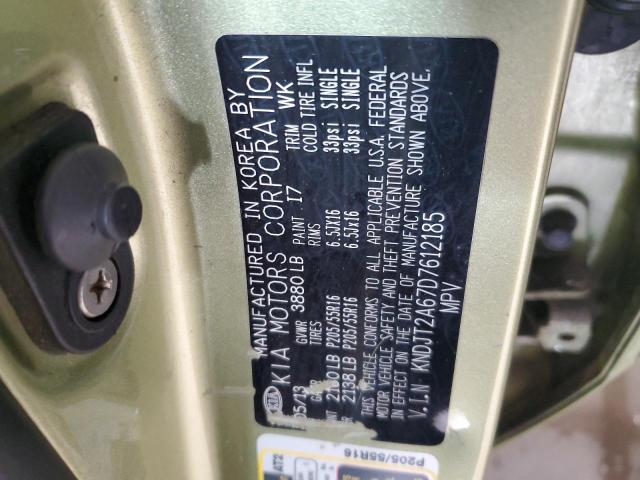 MANUFACTURED IN KOREA BY
KIA KIA MOTORS CORPORATION
05/13 GVWR 3880 LB PAINT I7 TRIM WK
TIRES RIMS COLD TIRE INFL
P205/55R16 6.5Jx16 33psi SINGLE
2138 LB P205/55R16 6.5Jx16 33psi SINGLE
THIS VEHICLE CONFORMS TO ALL APPLICABLE U.S.A. FEDERAL
MOTOR VEHICLE SAFETY AND THEFT PREVENTION STANDARDS
IN EFFECT ON THE DATE OF MANUFACTURE SHOWN ABOVE.
V.I.N: KNDJT2A67D7612185
MPV
P205/55R16
AT2